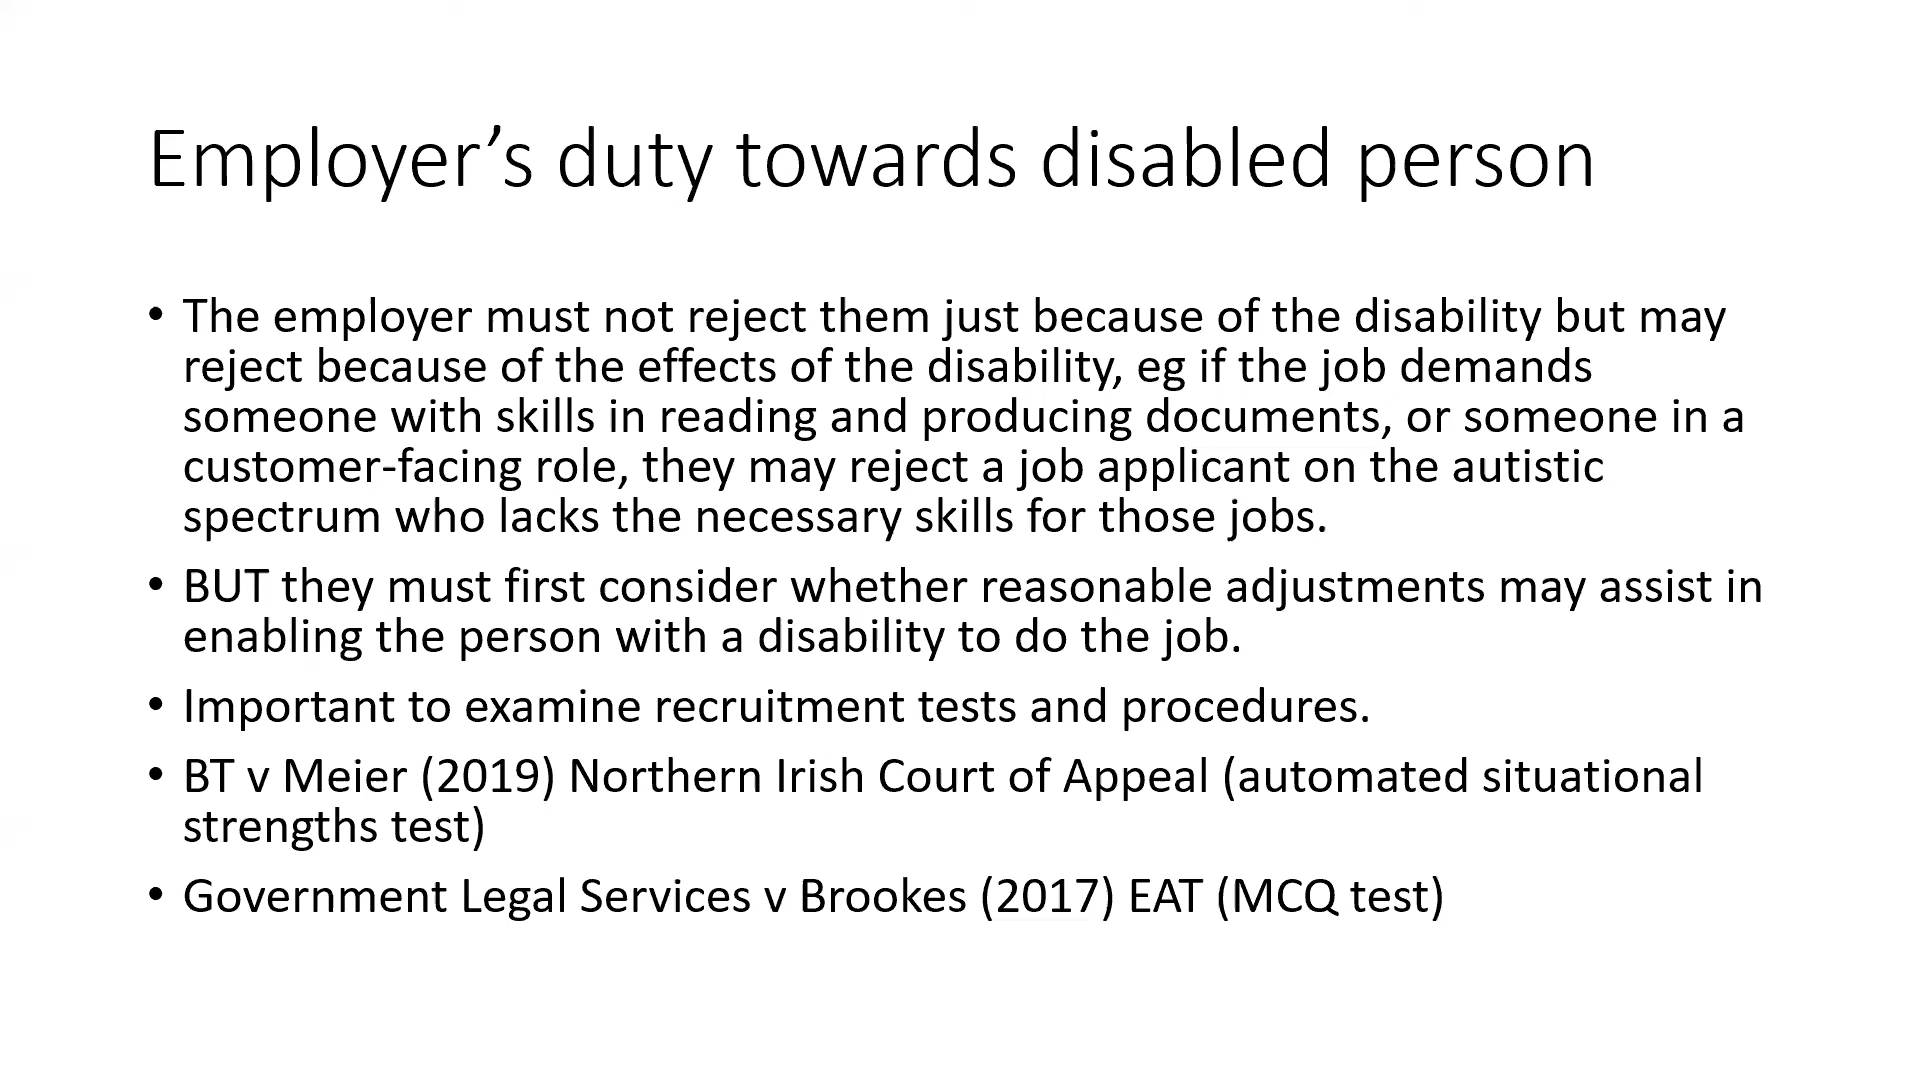 Employer’s duty towards disabled person
• The employer must not reject them just because of the disability but may
reject because of the effects of the disability, eg if the job demands
someone with skills in reading and producing documents, or someone in a
customer-facing role, they may reject a job applicant on the autistic
spectrum who lacks the necessary skills for those jobs.
• BUT they must first consider whether reasonable adjustments may assist in
enabling the person with a disability to do the job.
• Important to examine recruitment tests and procedures.
• BT v Meier (2019) Northern Irish Court of Appeal (automated situational
strengths test)
• Government Legal Services v Brookes (2017) EAT (MCQ test)